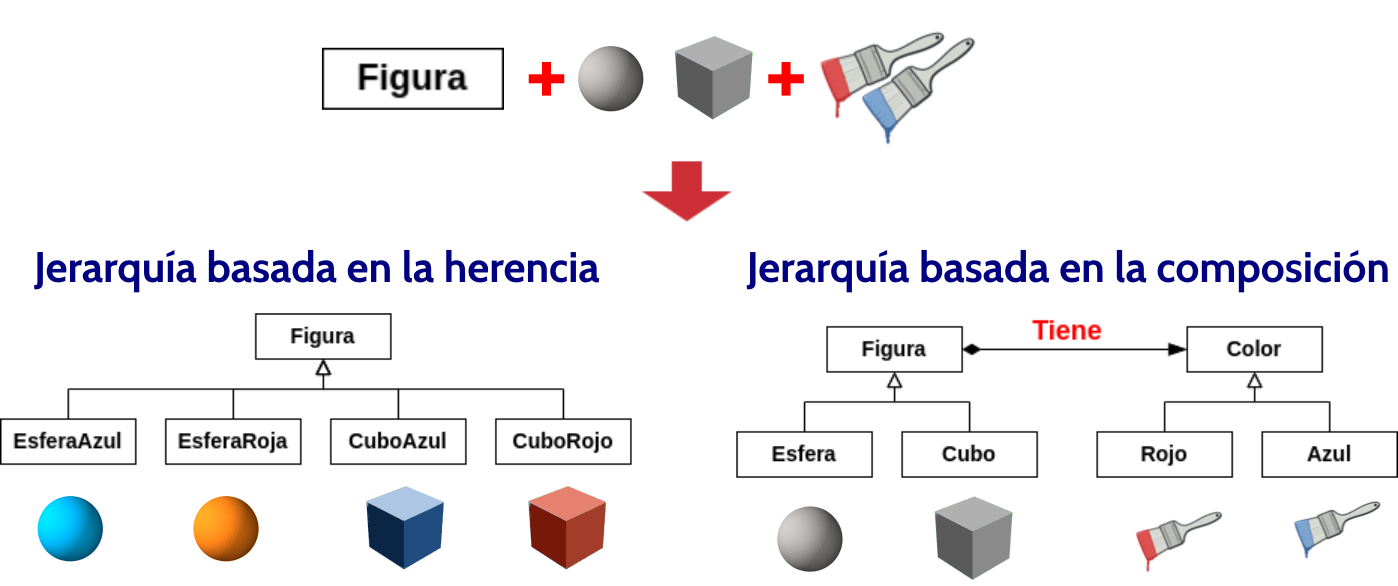 Figura
Jerarquía basada en la herencia
Figura
EsferaAzul
EsferaRoja
CuboAzul
CuboRojo
Jerarquía basada en la composición
Tiene
Figura
Color
Esfera
Cubo
Rojo
Azul